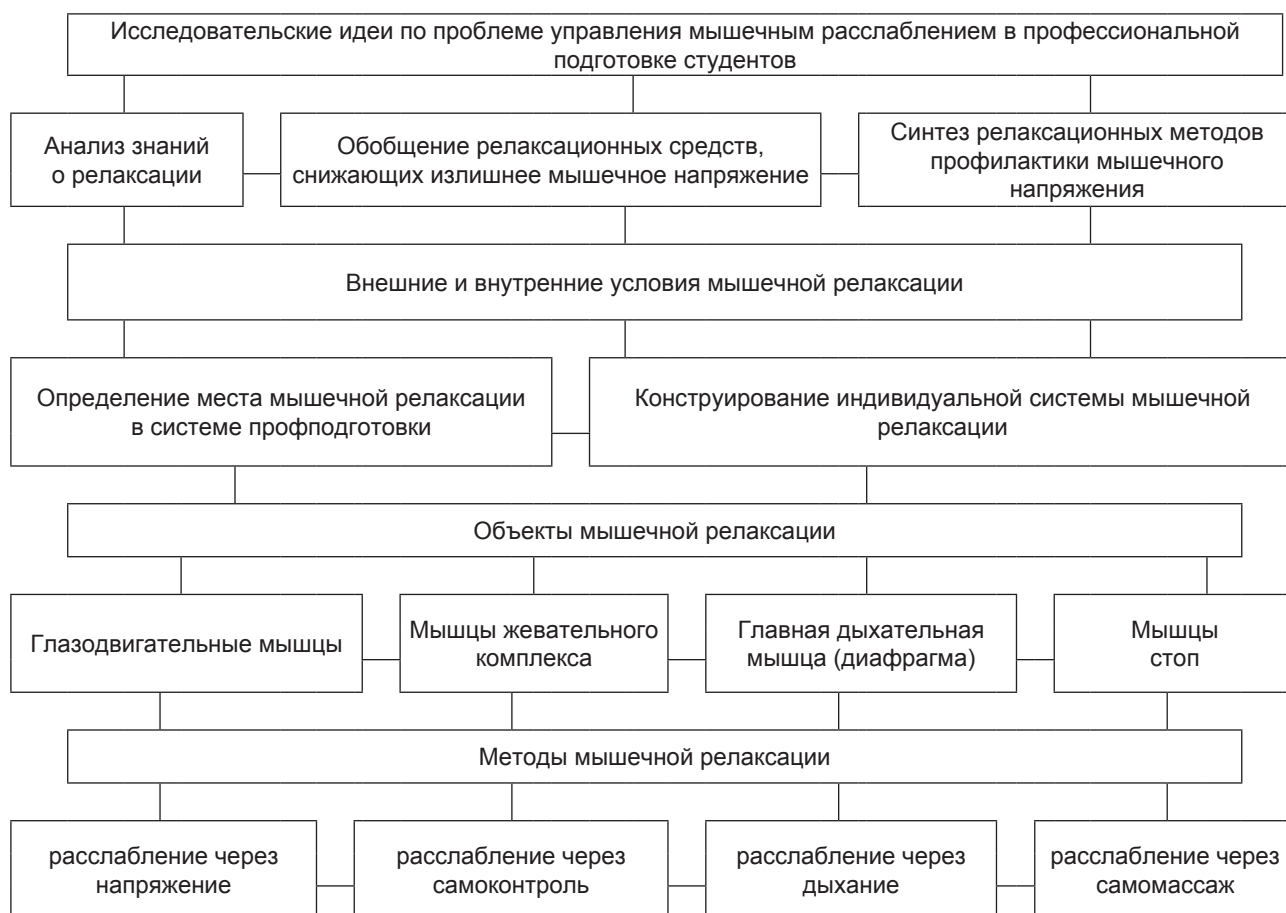 Исследовательские идеи по проблеме управления мышечным расслаблением в профессиональной
подготовке студентов
Анализ знаний
о релаксации
Обобщение релаксационных средств,
снижающих излишнее мышечное напряжение
Синтез релаксационных методов
профилактики мышечного
напряжения
Внешние и внутренние условия мышечной релаксации
Определение места мышечной релаксации
в системе профподготовки
Конструирование индивидуальной системы мышечной
релаксации
Объекты мышечной релаксации
Глазодвигательные мышцы
Мышцы жевательного
комплекса
Главная дыхательная
мышца (диафрагма)
Мышцы
стоп
Методы мышечной релаксации
расслабление через
напряжение
расслабление через
самоконтроль
расслабление через
дыхание
расслабление через
самомассаж